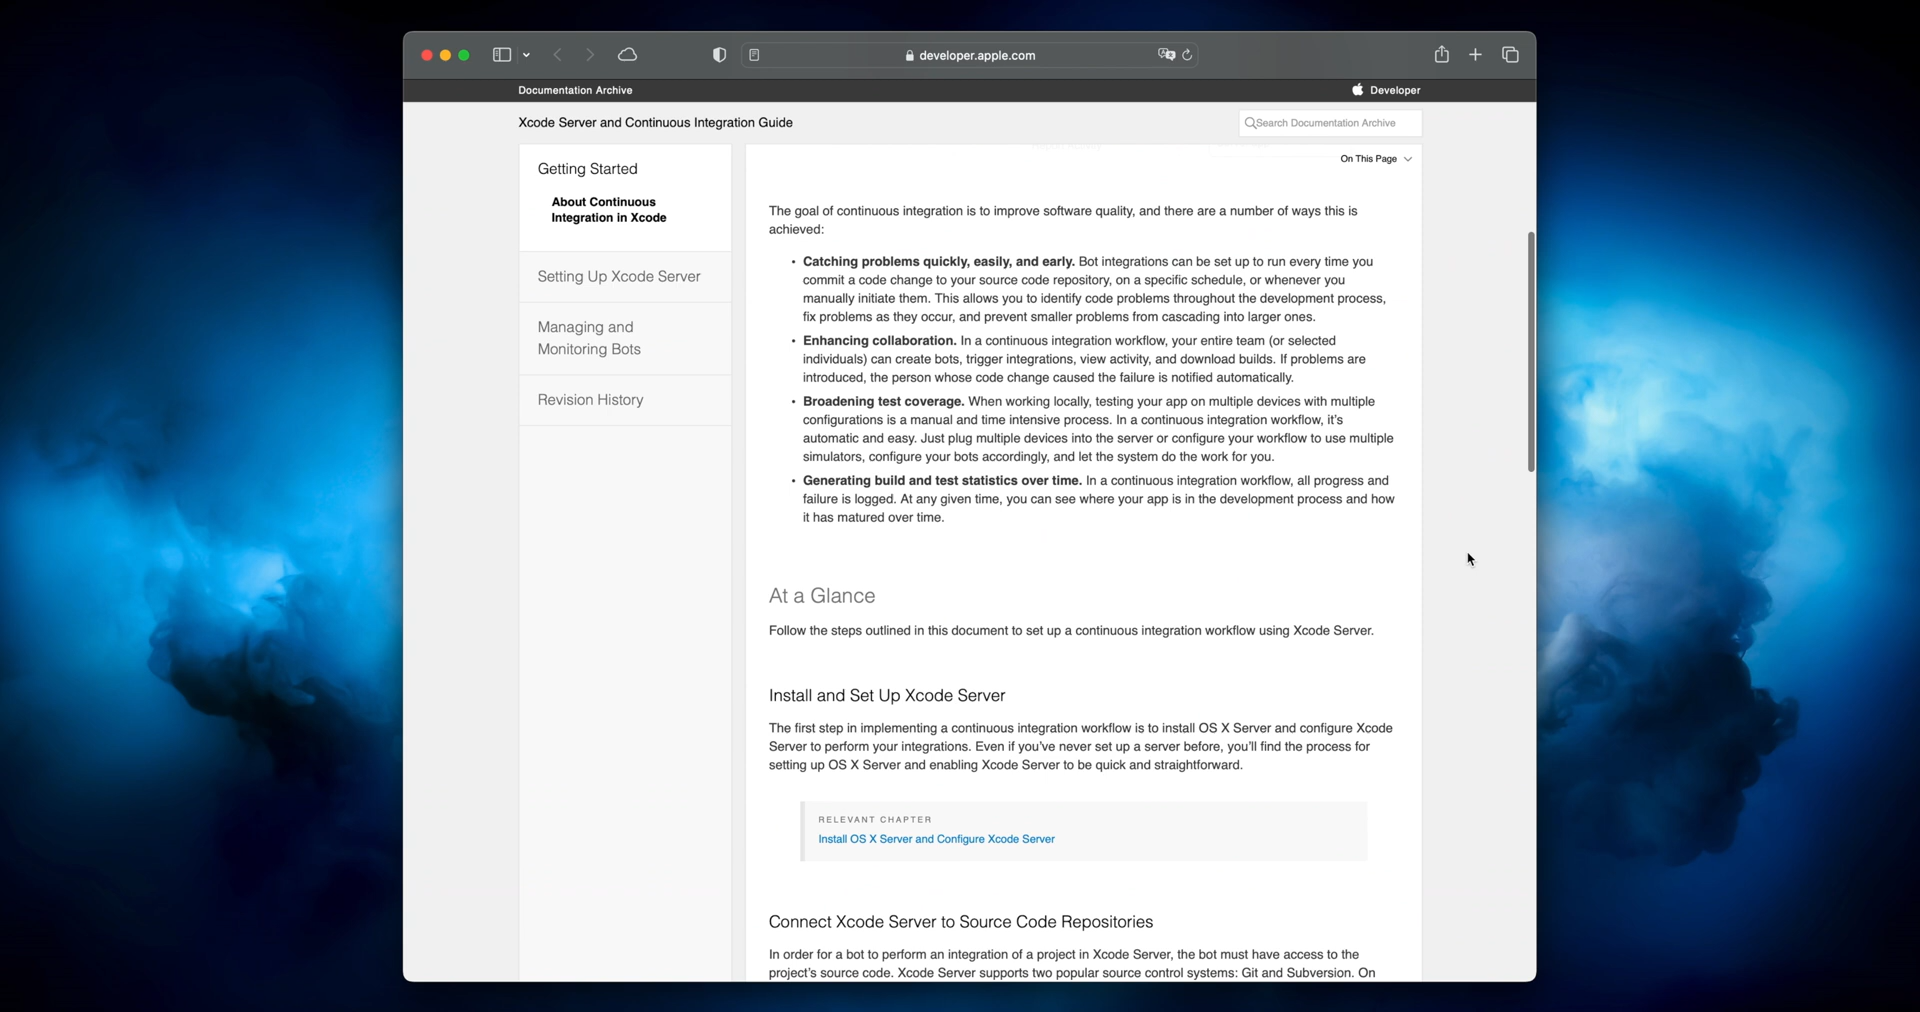 developer.apple.com
Documentation Archive
Developer
Xcode Server and Continuous Integration Guide
Search Documentation Archive
Getting Started
About Continuous
Integration in Xcode
Setting Up Xcode Server
Managing and
Monitoring Bots
Revision History
On This Page
The goal of continuous integration is to improve software quality, and there are a number of ways this is
achieved:
• Catching problems quickly, easily, and early. Bot integrations can be set up to run every time you
commit a code change to your source code repository, on a specific schedule, or whenever you
manually initiate them. This allows you to identify code problems throughout the development process,
fix problems as they occur, and prevent smaller problems from cascading into larger ones.
• Enhancing collaboration. In a continuous integration workflow, your entire team (or selected
individuals) can create bots, trigger integrations, view activity, and download builds. If problems are
introduced, the person whose code change caused the failure is notified automatically.
• Broadening test coverage. When working locally, testing your app on multiple devices with multiple
configurations is a manual and time intensive process. In a continuous integration workflow, it's
automatic and easy. Just plug multiple devices into the server or configure your workflow to use multiple
simulators, configure your bots accordingly, and let the system do the work for you.
• Generating build and test statistics over time. In a continuous integration workflow, all progress and
failure is logged. At any given time, you can see where your app is in the development process and how
it has matured over time.
At a Glance
Follow the steps outlined in this document to set up a continuous integration workflow using Xcode Server.
Install and Set Up Xcode Server
The first step in implementing a continuous integration workflow is to install OS X Server and configure Xcode
Server to perform your integrations. Even if you've never set up a server before, you'll find the process for
setting up OS X Server and enabling Xcode Server to be quick and straightforward.
RELEVANT CHAPTER
Install OS X Server and Configure Xcode Server
Connect Xcode Server to Source Code Repositories
In order for a bot to perform an integration of a project in Xcode Server, the bot must have access to the
project's source code. Xcode Server supports two popular source control systems: Git and Subversion. On